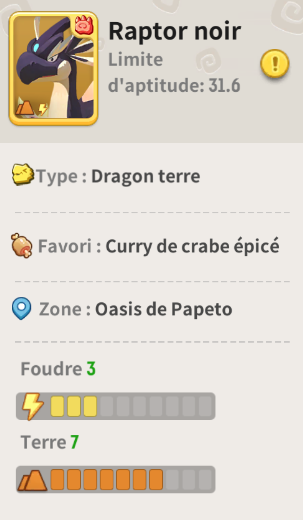 Raptor noir
Limite
d'aptitude: 31.6
Type : Dragon terre
Favori : Curry de crabe épicé
Zone : Oasis de Papeto
Foudre 3
Terre 7